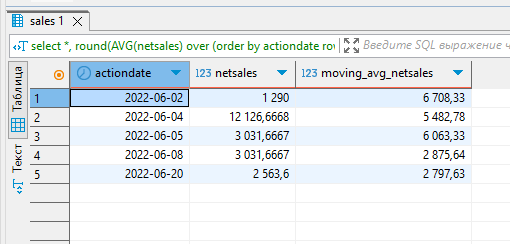 sales 1
select *, round(AVG(netsales) over (order by actiondate rov
Введите SQL выражение ч
Таблица
Текст
actiondate 123 netsales 123 moving_avg_netsales
1 2022-06-02 1 290 6 708,33
2 2022-06-04 12 126,6668 5 482,78
3 2022-06-05 3 031,6667 6 063,33
4 2022-06-08 3 031,6667 2 875,64
5 2022-06-20 2 563,6 2 797,63